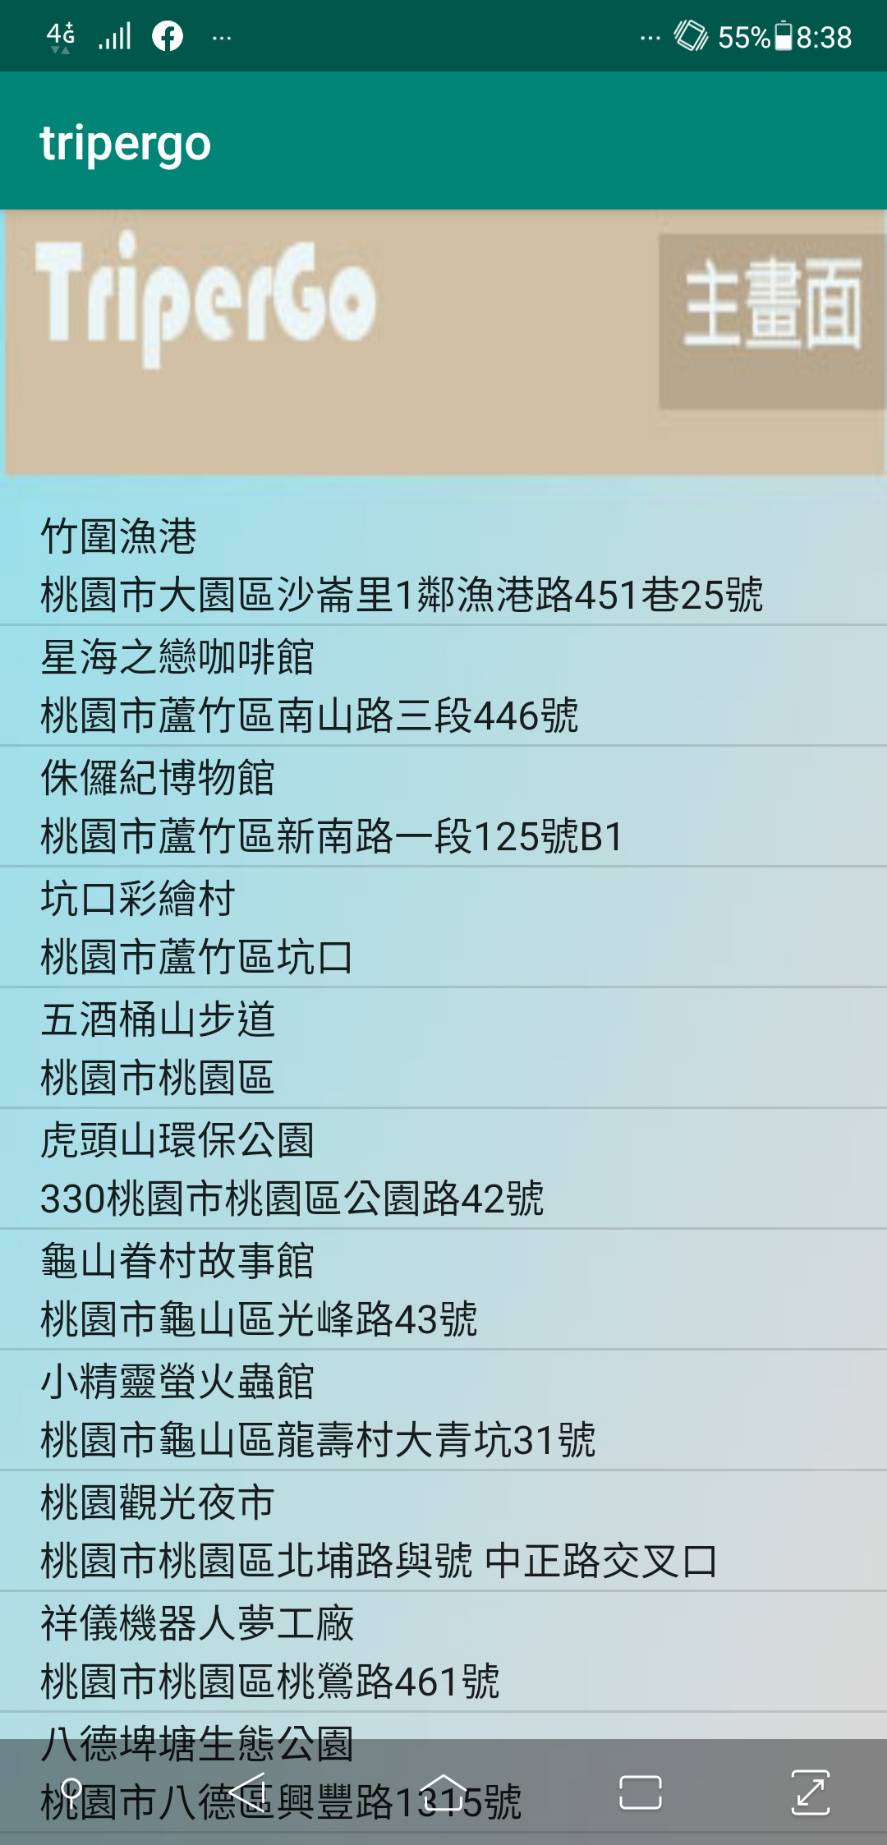 4G 55% 8:38
tripergo
TriperGo 主畫面
竹圍漁港
桃園市大園區沙崙里1鄰漁港路451巷25號
星海之戀咖啡館
桃園市蘆竹區南山路三段446號
侏儸紀博物館
桃園市蘆竹區新南路一段125號B1
坑口彩繪村
桃園市蘆竹區坑口
五酒桶山步道
桃園市桃園區
虎頭山環保公園
330桃園市桃園區公園路42號
龜山眷村故事館
桃園市龜山區光峰路43號
小精靈螢火蟲館
桃園市龜山區龍壽村大青坑31號
桃園觀光夜市
桃園市桃園區北埔路與號 中正路交叉口
祥儀機器人夢工廠
桃園市桃園區桃鶯路461號
八德埤塘生態公園
桃園市八德區興豐路1315號